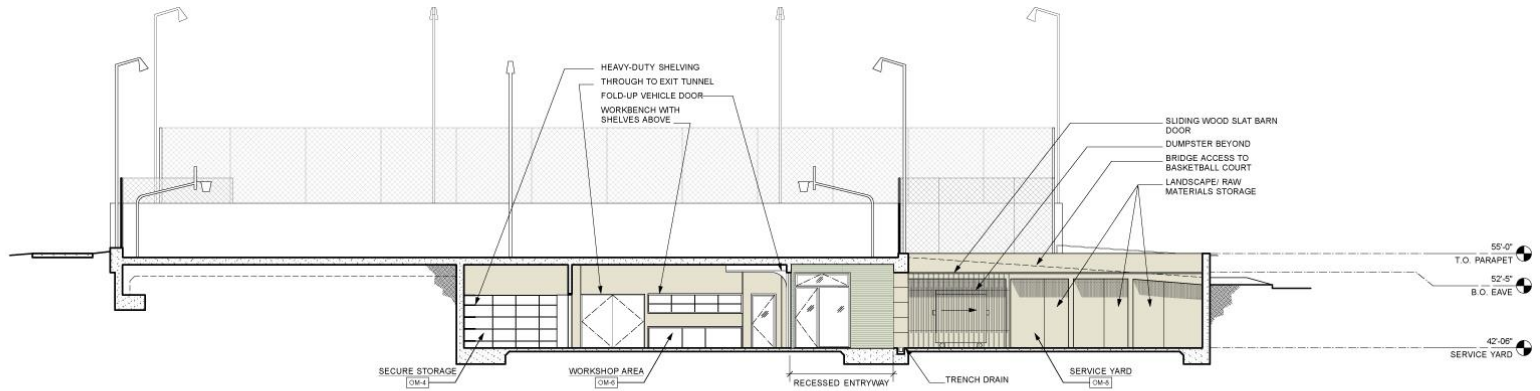 HEAVY-DUTY SHELVING
THROUGH TO EXIT TUNNEL
FOLD-UP VEHICLE DOOR
WORKBENCH WITH
SHELVES ABOVE
SLIDING WOOD SLAT BARN
DOOR
DUMPSTER BEYOND
BRIDGE ACCESS TO
BASKETBALL COURT
LANDSCAPE/ RAW
MATERIALS STORAGE
55'-0"
T.O. PARAPET
52'-5"
B.O. EAVE
42'-06"
SERVICE YARD
SECURE STORAGE
OM-4
WORKSHOP AREA
OM-6
RECESSED ENTRYWAY
TRENCH DRAIN
SERVICE YARD
OM-6